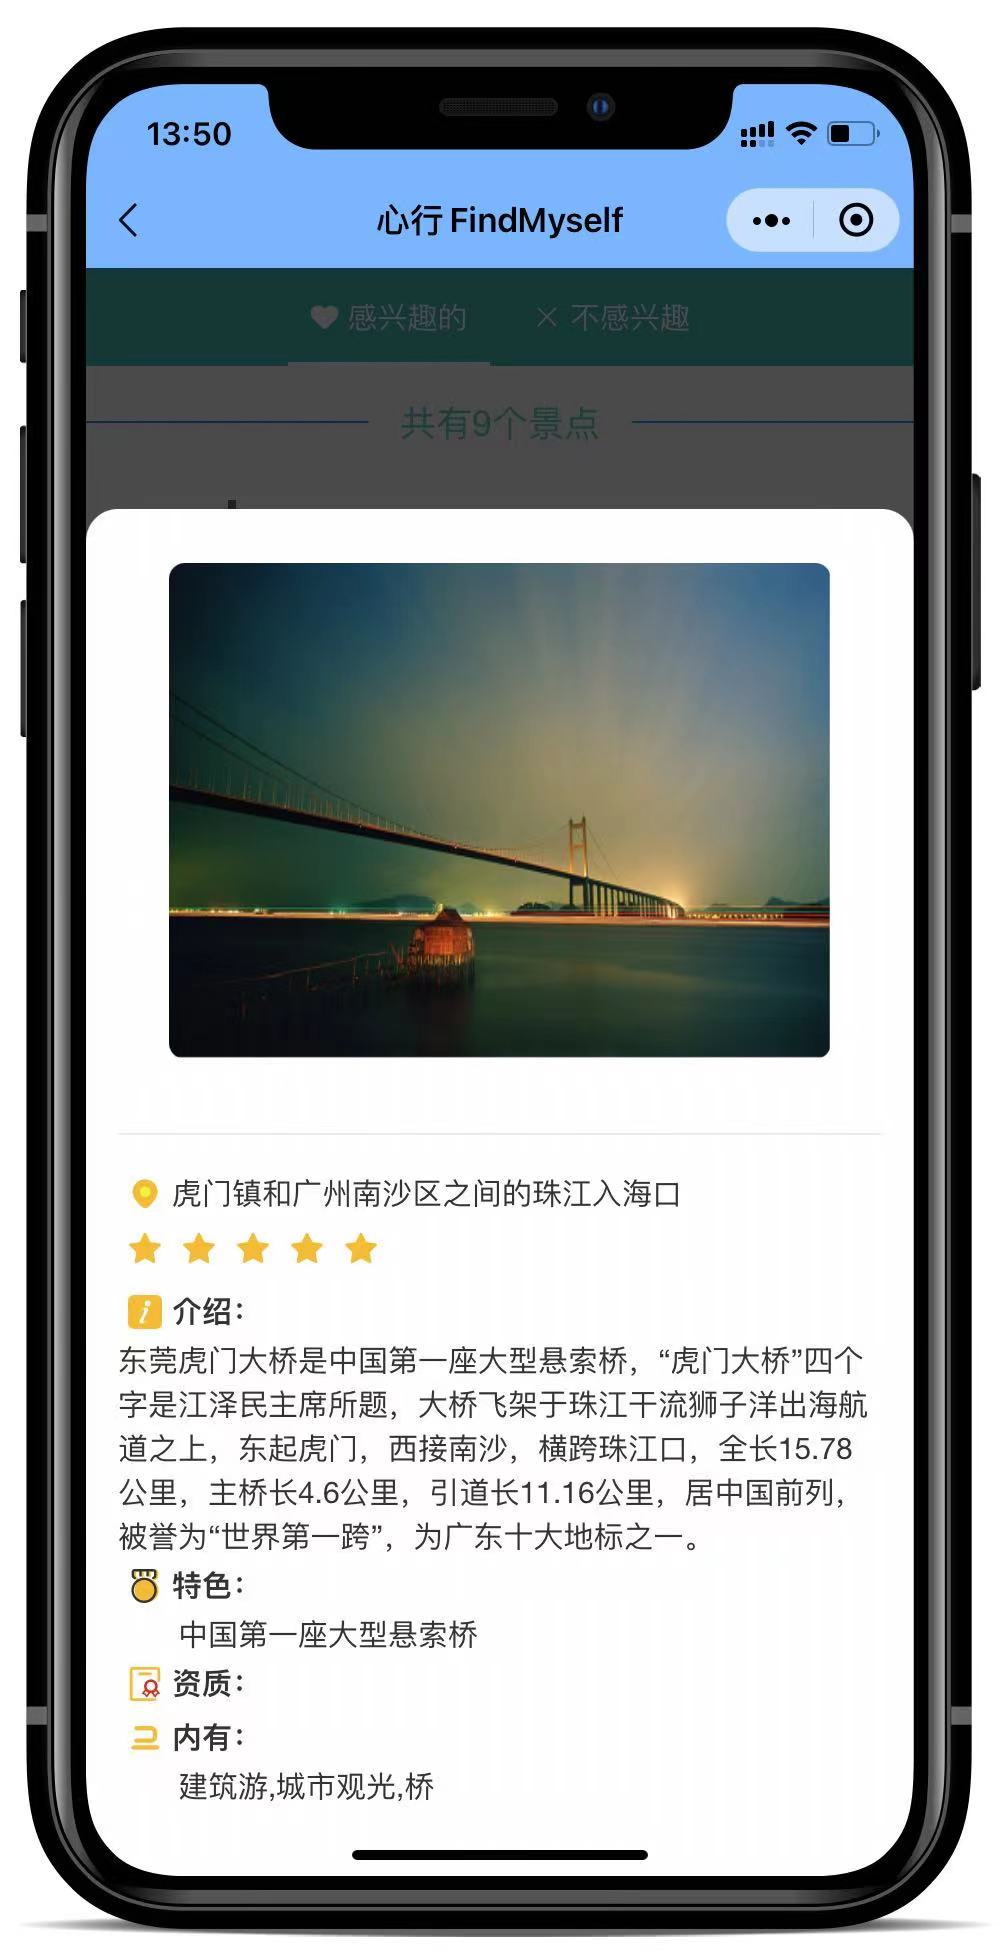 13:50
心行 FindMyself
感兴趣的
不感兴趣
共有9个景点
虎门镇和广州南沙区之间的珠江入海口
介绍：
东莞虎门大桥是中国第一座大型悬索桥，“虎门大桥”四个
字是江泽民主席所题，大桥飞架于珠江干流狮子洋出海航
道之上，东起虎门，西接南沙，横跨珠江口，全长15.78
公里，主桥长4.6公里，引道长11.16公里，居中国前列，
被誉为“世界第一跨”，为广东十大地标之一。
特色：
中国第一座大型悬索桥
资质：
内有：
建筑游,城市观光,桥